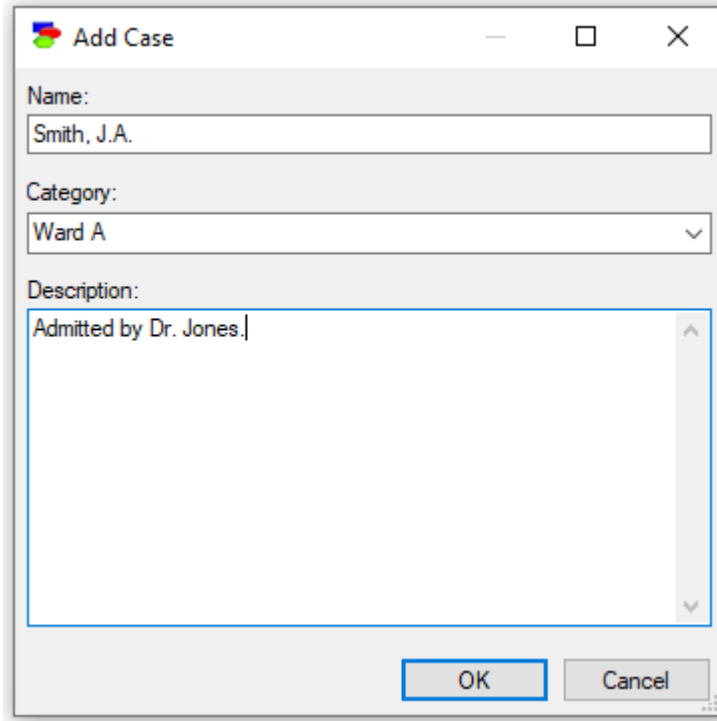 Add Case
Name:
Smith, J.A.
Category:
Ward A
Description:
Admitted by Dr. Jones.
OK Cancel